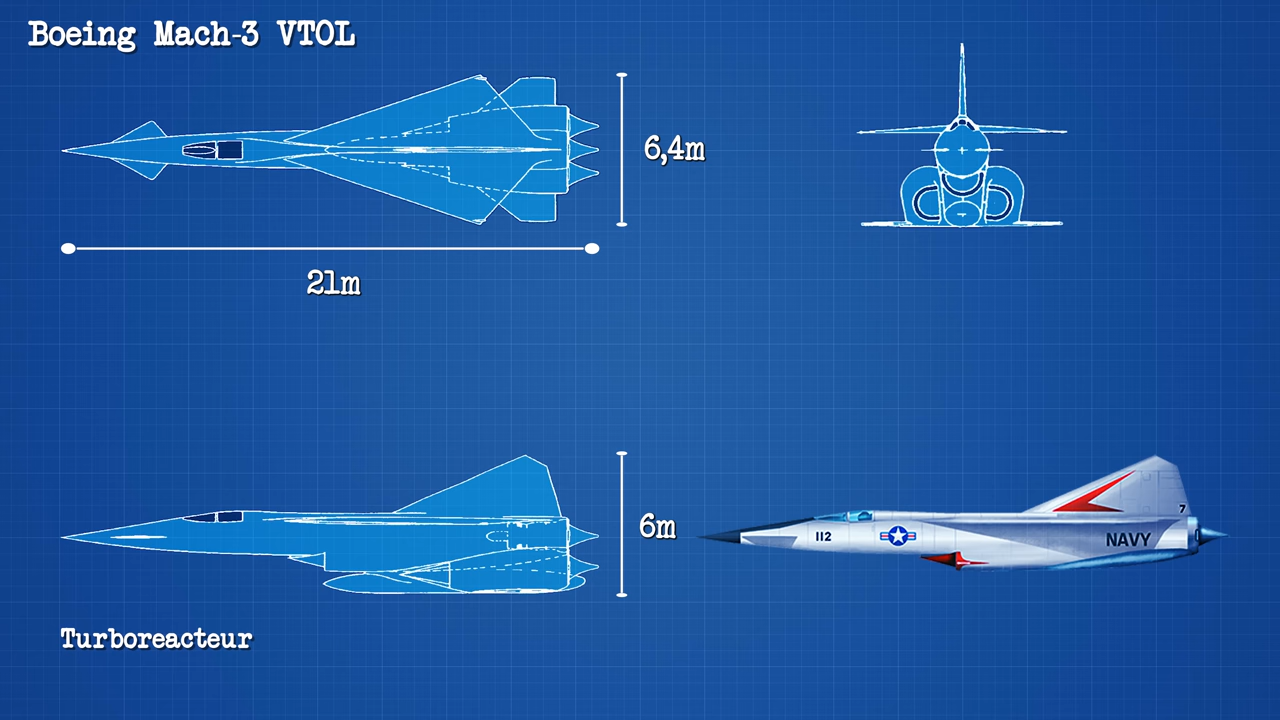 Boeing Mach-3 VTOL
6,4m
21m
6m
7
112
NAVY
Turboreacteur